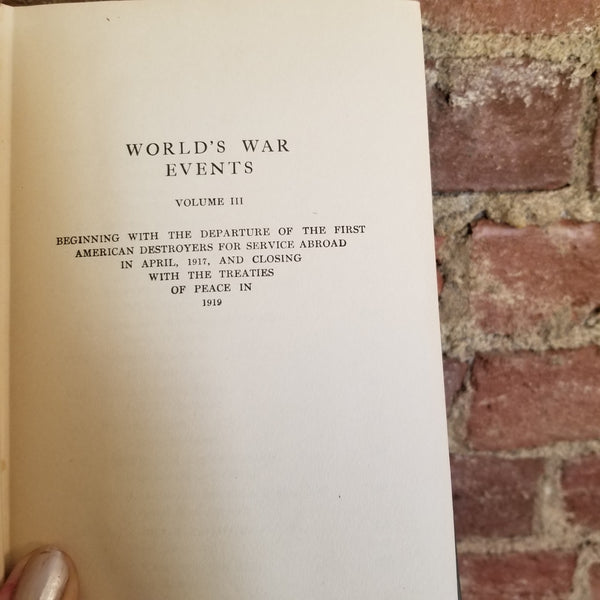 WORLD'S WAR
EVENTS
VOLUME III
BEGINNING WITH THE DEPARTURE OF THE FIRST
AMERICAN DESTROYERS FOR SERVICE ABROAD
IN APRIL, 1917, AND CLOSING
WITH THE TREATIES
OF PEACE IN
1919